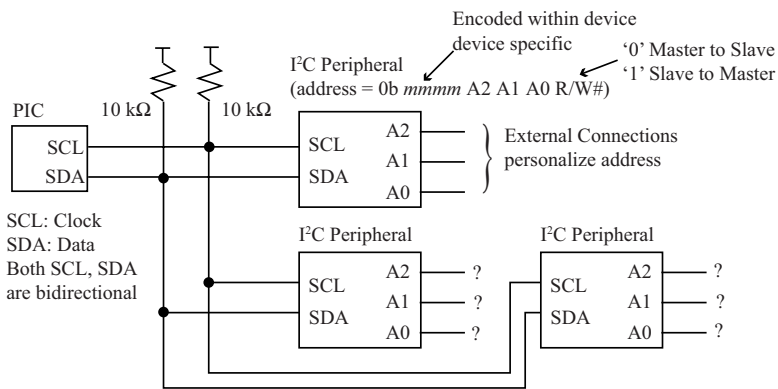 Encoded within device
device specific
‘0’ Master to Slave
‘1’ Slave to Master
I²C Peripheral
(address = 0b mmmm A2 A1 A0 R/W#)
10 kΩ
10 kΩ
PIC
SCL
SDA
SCL
SDA
A2
A1
A0
External Connections
personalize address
SCL: Clock
SDA: Data
Both SCL, SDA
are bidirectional
I²C Peripheral
SCL
SDA
A2 ?
A1 ?
A0 ?
I²C Peripheral
SCL
SDA
A2 ?
A1 ?
A0 ?